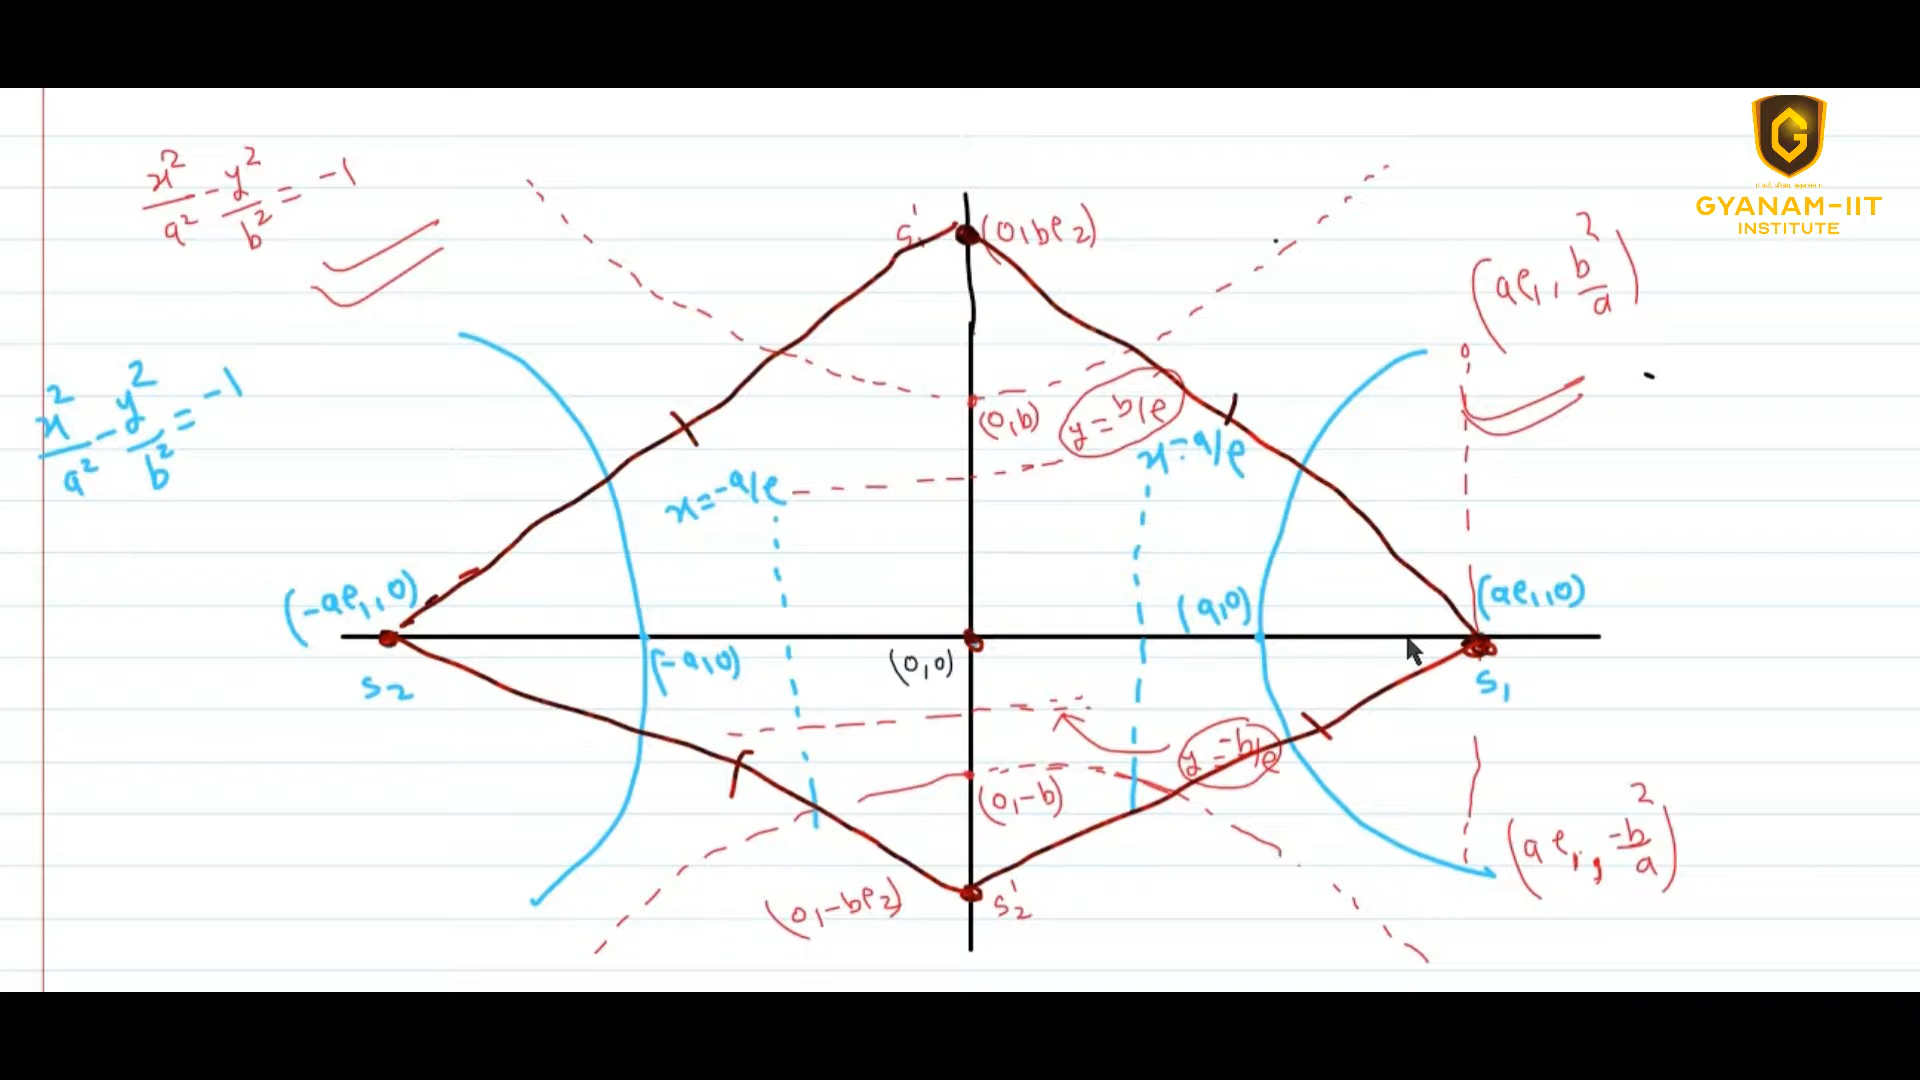 x²/a² - y²/b² = -1
x²/a² - y²/b² = -1
GYANAM-IIT
INSTITUTE
(0, be₂)
(ae₁, b²/a)
(0, b)
y = b/e
x = a/e
x = -a/e
(-ae₁, 0)
S₂
(-a, 0)
(0,0)
(a, 0)
(ae₁, 0)
S₁
y = -b/e
(0, -b)
(0, -be₂)
S₂'
(ae₁, -b²/a)